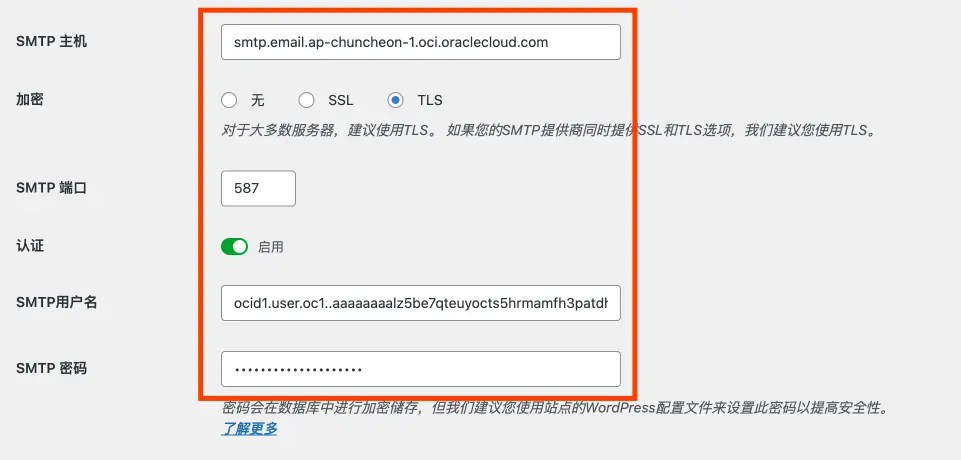 SMTP 主机
smtp.email.ap-chuncheon-1.oci.oraclecloud.com
加密
无 SSL TLS
对于大多数服务器，建议使用TLS。 如果您的SMTP提供商同时提供SSL和TLS选项，我们建议您使用TLS。
SMTP 端口
587
认证
启用
SMTP用户名
ocid1.user.oc1..aaaaaaaalz5be7qteuyocts5hrmamfh3patdh
SMTP 密码
••••••••••••••••••••
密码会在数据库中进行加密储存，但我们建议您使用站点的WordPress配置文件来设置此密码以提高安全性。
了解更多